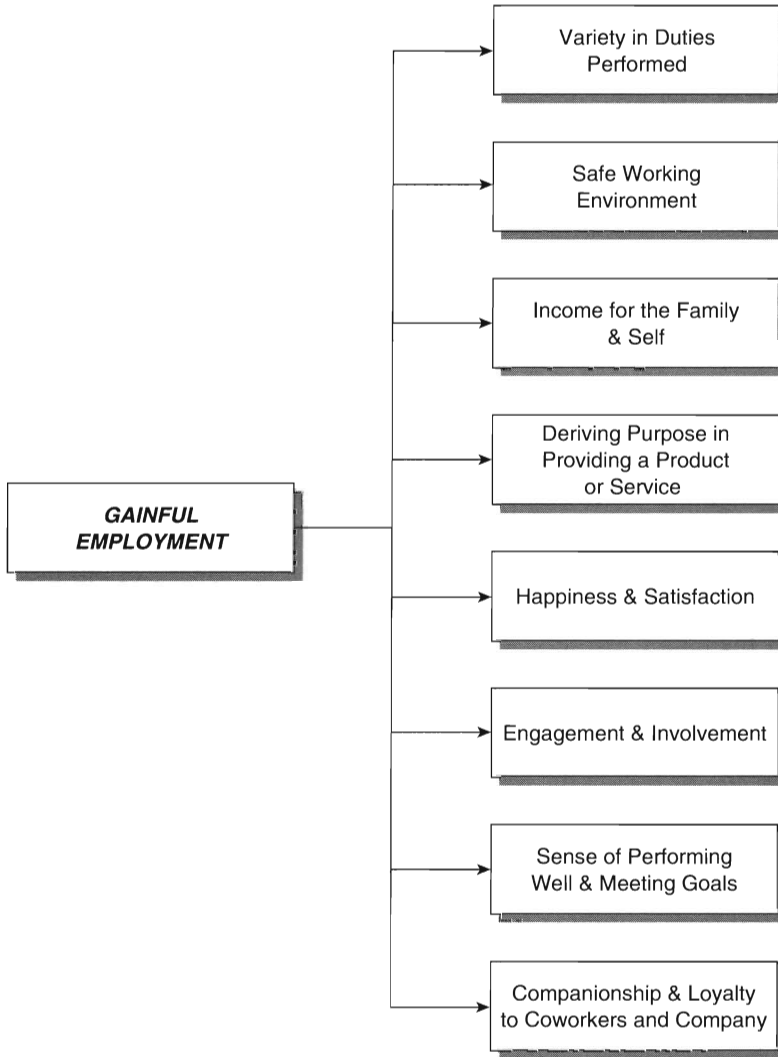 Variety in Duties
Performed
Safe Working
Environment
Income for the Family
& Self
Deriving Purpose in
Providing a Product
or Service
GAINFUL
EMPLOYMENT
Happiness & Satisfaction
Engagement & Involvement
Sense of Performing
Well & Meeting Goals
Companionship & Loyalty
to Coworkers and Company